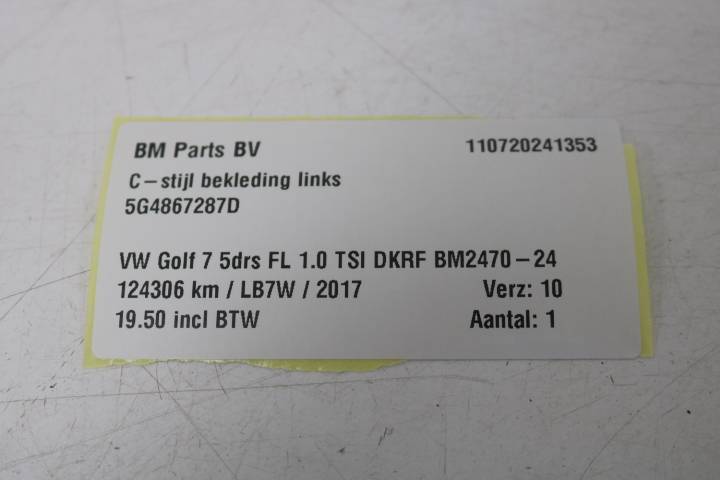 BM Parts BV 110720241353
C-stijl bekleding links
5G4867287D
VW Golf 7 5drs FL 1.0 TSI DKRF BM2470-24
124306 km / LB7W / 2017 Verz: 10
19.50 incl BTW Aantal: 1